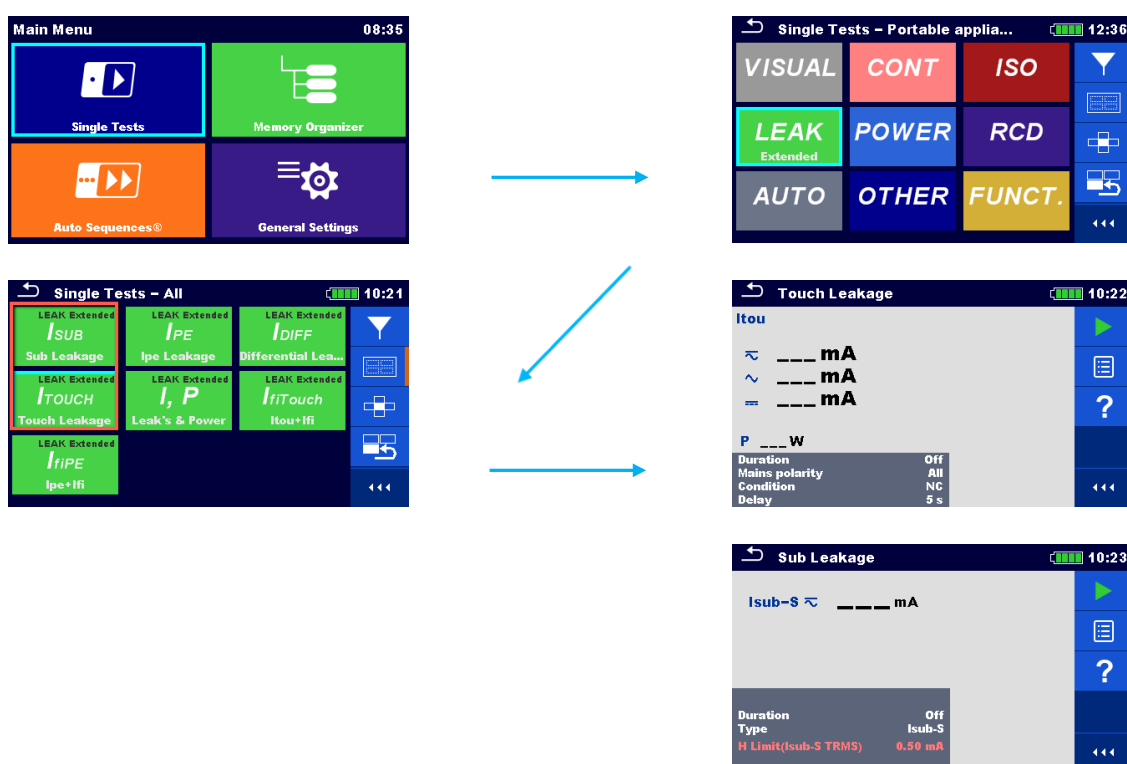 Main Menu 08:35
Single Tests
Memory Organizer
Auto Sequences®
General Settings
Single Tests – Portable applia... 12:36
VISUAL CONT ISO
LEAK POWER RCD
Extended
AUTO OTHER FUNCT.
Single Tests – All 10:21
LEAK Extended LEAK Extended LEAK Extended
ISUB IPE IDIFF
Sub Leakage Ipe Leakage Differential Lea...
LEAK Extended LEAK Extended LEAK Extended
ITOUCH I, P IfiTouch
Touch Leakage Leak's & Power Itou+Ifi
LEAK Extended
IfiPE
Ipe+Ifi
Touch Leakage 10:22
Itou
___ mA
___ mA
___ mA
P ___ W
Duration Off
Mains polarity All
Condition NC
Delay 5 s
?
Sub Leakage 10:23
Isub-S ___ mA
Duration Off
Type Isub-S
H Limit(Isub-S TRMS) 0.50 mA
?